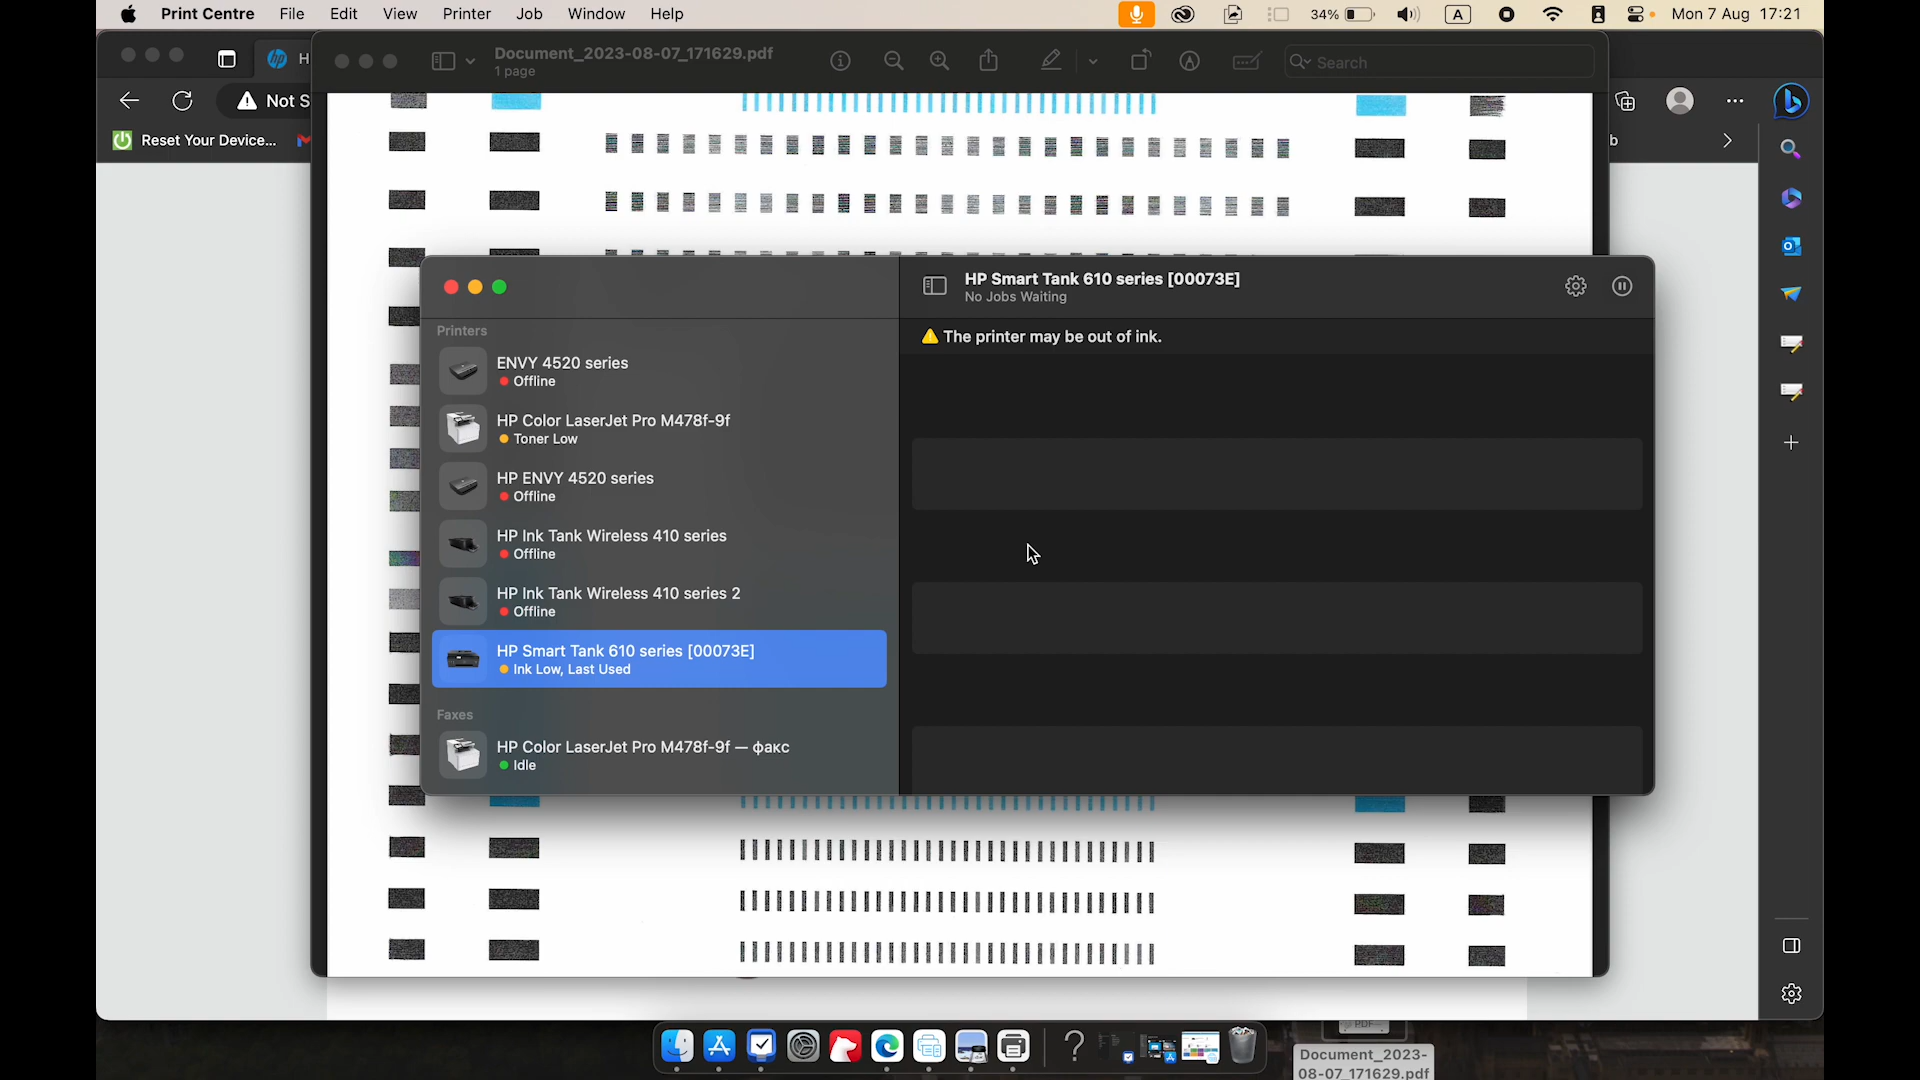 Print Centre File Edit View Printer Job Window Help 34% A Mon 7 Aug 17:21
Document_2023-08-07_171629.pdf
1 page
Search
hp H
Not S
Reset Your Device...
b
HP Smart Tank 610 series [00073E]
No Jobs Waiting
The printer may be out of ink.
Printers
ENVY 4520 series
Offline
HP Color LaserJet Pro M478f-9f
Toner Low
HP ENVY 4520 series
Offline
HP Ink Tank Wireless 410 series
Offline
HP Ink Tank Wireless 410 series 2
Offline
HP Smart Tank 610 series [00073E]
Ink Low, Last Used
Faxes
HP Color LaserJet Pro M478f-9f — факс
Idle
PDF
Document_2023-
08-07_171629.pdf